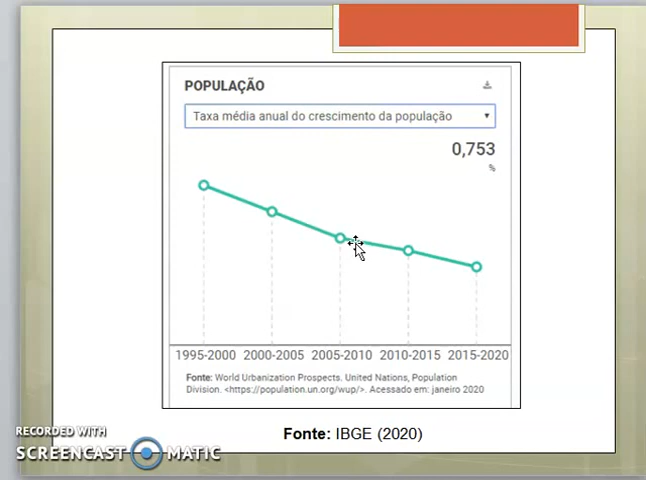 POPULAÇÃO
Taxa média anual do crescimento da população
0,753
%
1995-2000 2000-2005 2005-2010 2010-2015 2015-2020
Fonte: World Urbanization Prospects. United Nations, Population
Division. <https://population.un.org/wup/>. Acessado em: janeiro 2020
Fonte: IBGE (2020)
RECORDED WITH
SCREENCAST MATIC